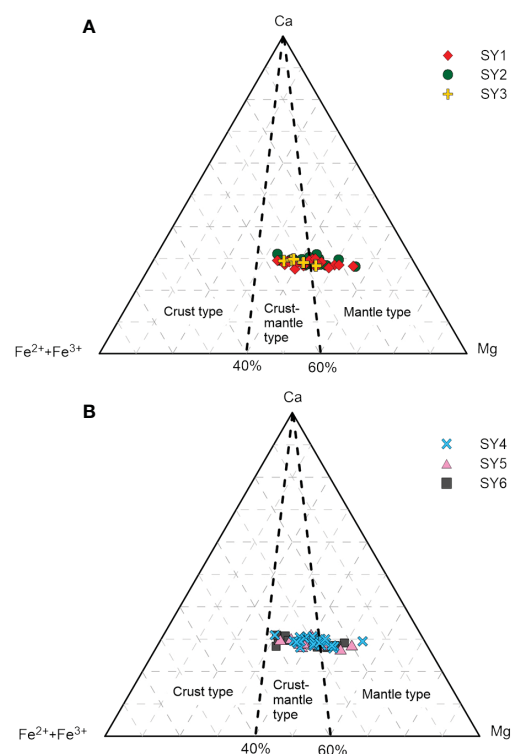 A
Ca
SY1
SY2
SY3
Crust type
Crust-
mantle
type
Mantle type
Fe2++Fe3+
Mg
40%
60%
B
Ca
SY4
SY5
SY6
Crust type
Crust-
mantle
type
Mantle type
Fe2++Fe3+
Mg
40%
60%